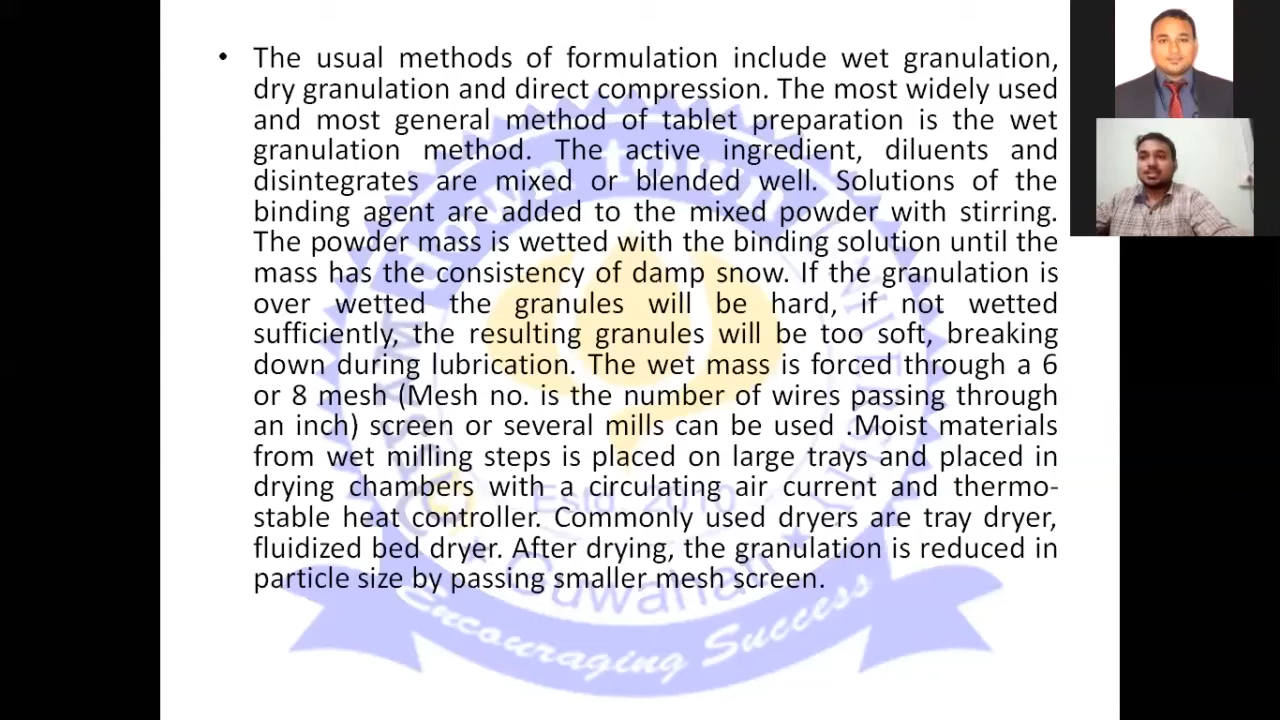 • The usual methods of formulation include wet granulation,
dry granulation and direct compression. The most widely used
and most general method of tablet preparation is the wet
granulation method. The active ingredient, diluents and
disintegrates are mixed or blended well. Solutions of the
binding agent are added to the mixed powder with stirring.
The powder mass is wetted with the binding solution until the
mass has the consistency of damp snow. If the granulation is
over wetted the granules will be hard, if not wetted
sufficiently, the resulting granules will be too soft, breaking
down during lubrication. The wet mass is forced through a 6
or 8 mesh (Mesh no. is the number of wires passing through
an inch) screen or several mills can be used .Moist materials
from wet milling steps is placed on large trays and placed in
drying chambers with a circulating air current and thermo-
stable heat controller. Commonly used dryers are tray dryer,
fluidized bed dryer. After drying, the granulation is reduced in
particle size by passing smaller mesh screen.
Estd. 2010
Guwahati
Encouraging Success